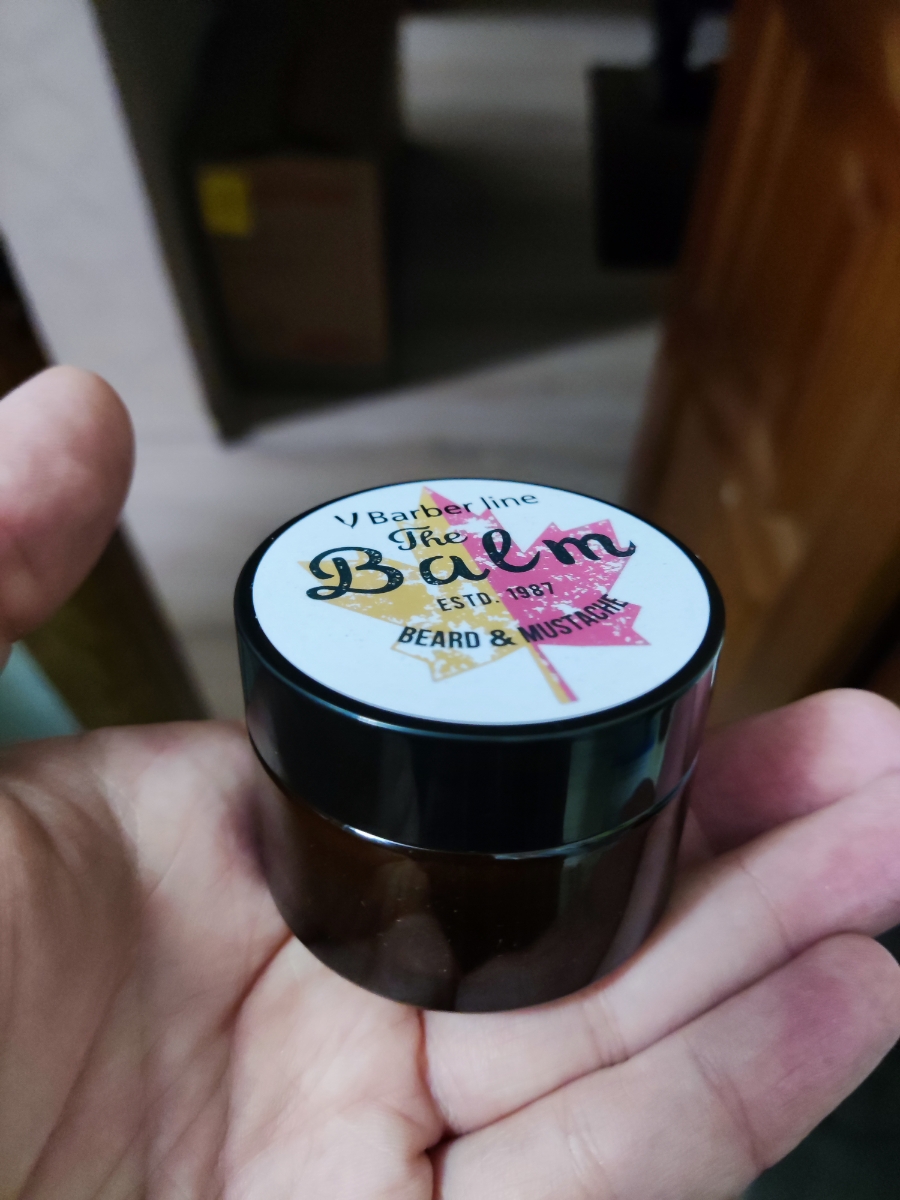 V Barber line
The
Balm
ESTD. 1987
BEARD & MUSTACHE